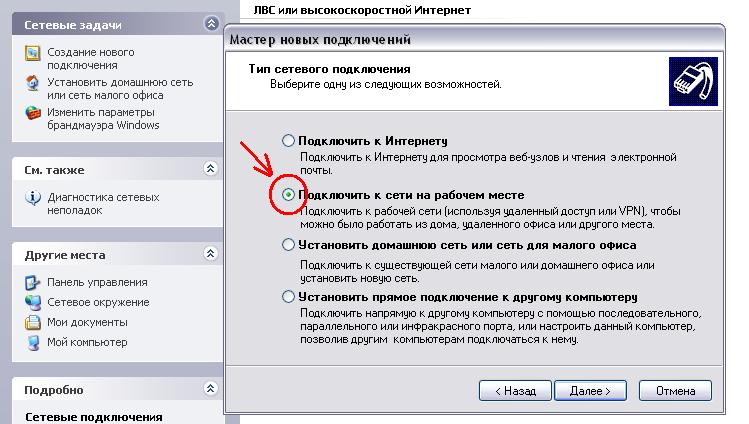 ЛВС или высокоскоростной Интернет
Сетевые задачи
Создание нового
подключения
Установить домашнюю сеть
или сеть малого офиса
Изменить параметры
брандмауэра Windows
См. также
Диагностика сетевых
неполадок
Другие места
Панель управления
Сетевое окружение
Мои документы
Мой компьютер
Подробно
Сетевые подключения
Мастер новых подключений
Тип сетевого подключения
Выберите одну из следующих возможностей.
Подключить к Интернету
Подключить к Интернету для просмотра веб-узлов и чтения электронной
почты.
Подключить к сети на рабочем месте
Подключить к рабочей сети (используя удаленный доступ или VPN), чтобы
можно было работать из дома, удаленного офиса или другого места.
Установить домашнюю сеть или сеть для малого офиса
Подключить к существующей сети малого или домашнего офиса или
установить новую сеть.
Установить прямое подключение к другому компьютеру
Подключить напрямую к другому компьютеру с помощью последовательного,
параллельного или инфракрасного порта, или настроить данный компьютер,
позволив другим компьютерам подключаться к нему.
< Назад
Далее >
Отмена